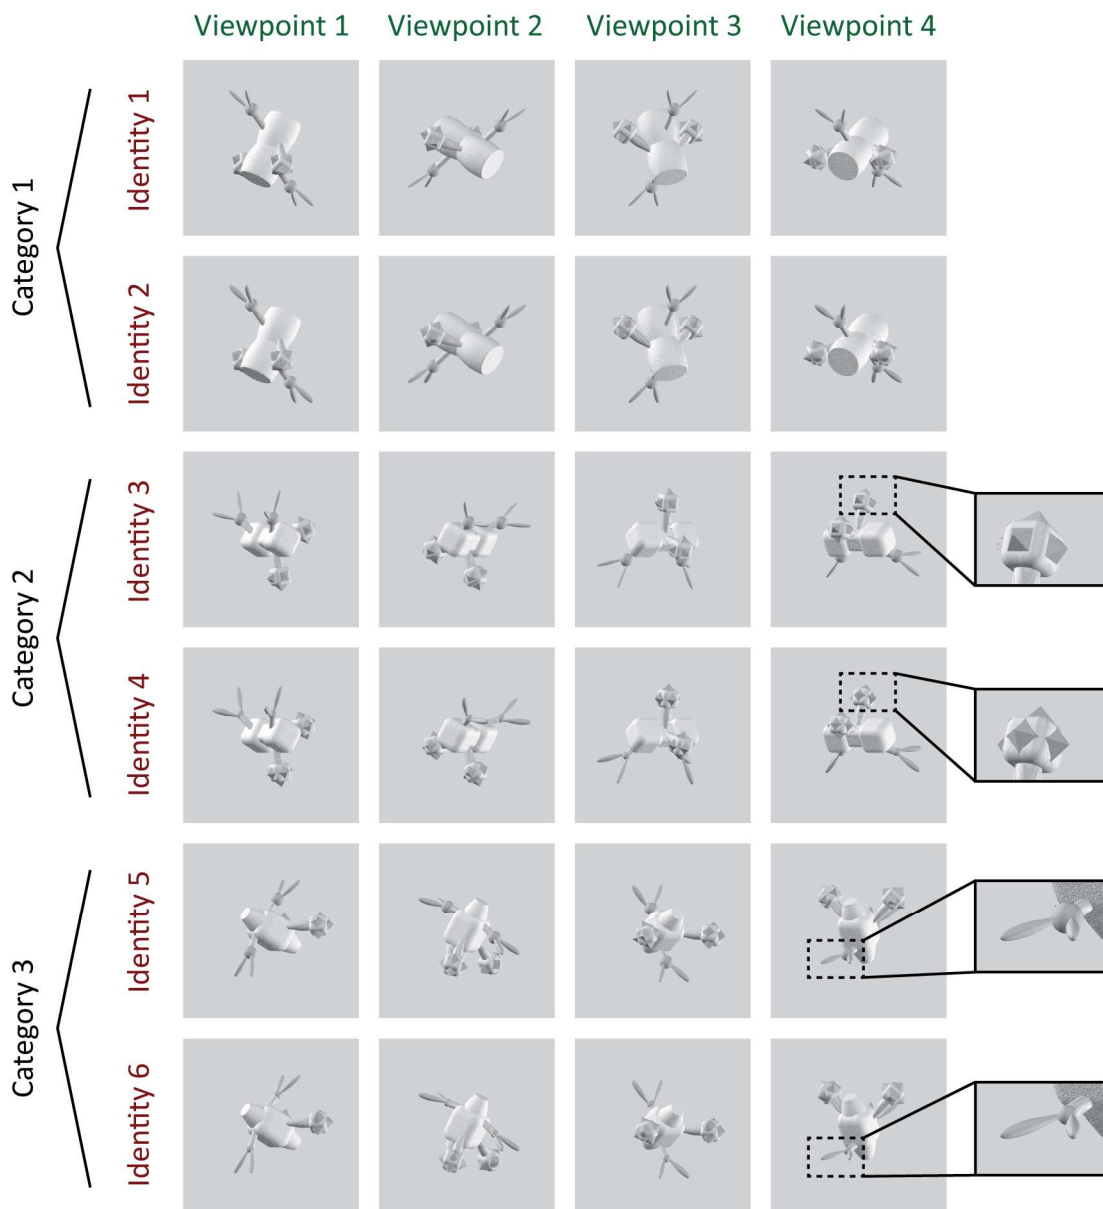 Viewpoint 1
Viewpoint 2
Viewpoint 3
Viewpoint 4
Category 1
Identity 1
Identity 2
Category 2
Identity 3
Identity 4
Category 3
Identity 5
Identity 6